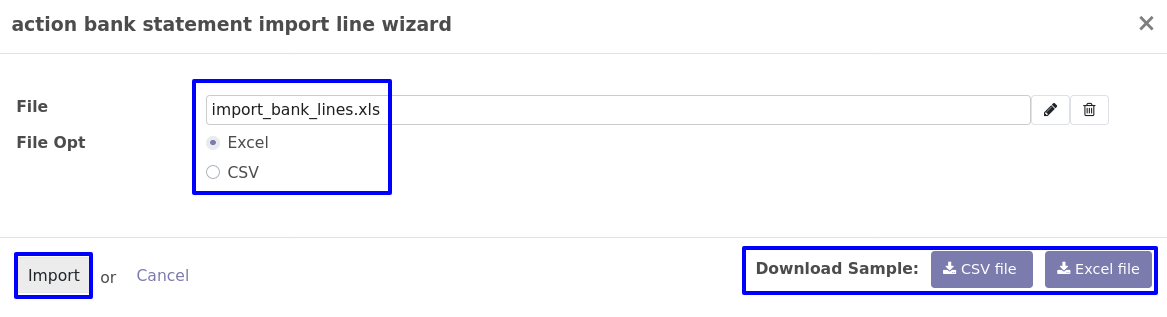 action bank statement import line wizard ×
File import_bank_lines.xls
File Opt Excel
CSV
Import or Cancel Download Sample: CSV file Excel file